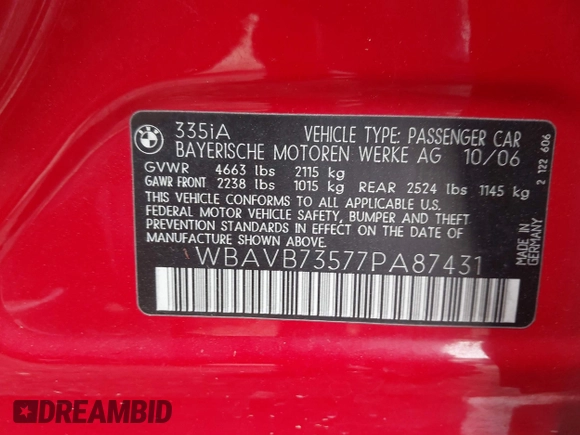 BMW
335iA VEHICLE TYPE: PASSENGER CAR
BAYERISCHE MOTOREN WERKE AG 10/06
GVWR 4663 lbs 2115 kg
GAWR FRONT 2238 lbs 1015 kg REAR 2524 lbs 1145 kg
THIS VEHICLE CONFORMS TO ALL APPLICABLE U.S.
FEDERAL MOTOR VEHICLE SAFETY, BUMPER AND THEFT
PREVENTION STANDARDS IN EFFECT ON THE DATE OF
MANUFACTURE SHOWN ABOVE.
WBAVB73577PA87431
2 122 606
MADE IN
GERMANY
DREAMBID